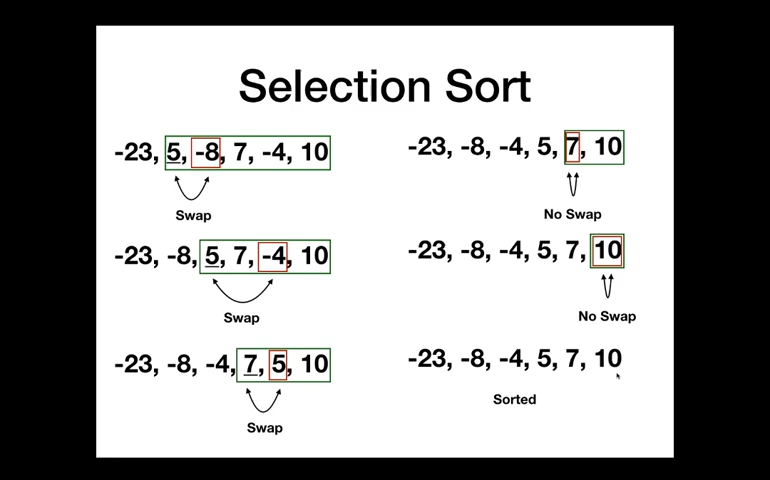 Selection Sort
-23, 5, -8, 7, -4, 10
Swap
-23, -8, 5, 7, -4, 10
Swap
-23, -8, -4, 7, 5, 10
Swap
-23, -8, -4, 5, 7, 10
No Swap
-23, -8, -4, 5, 7, 10
No Swap
-23, -8, -4, 5, 7, 10
Sorted